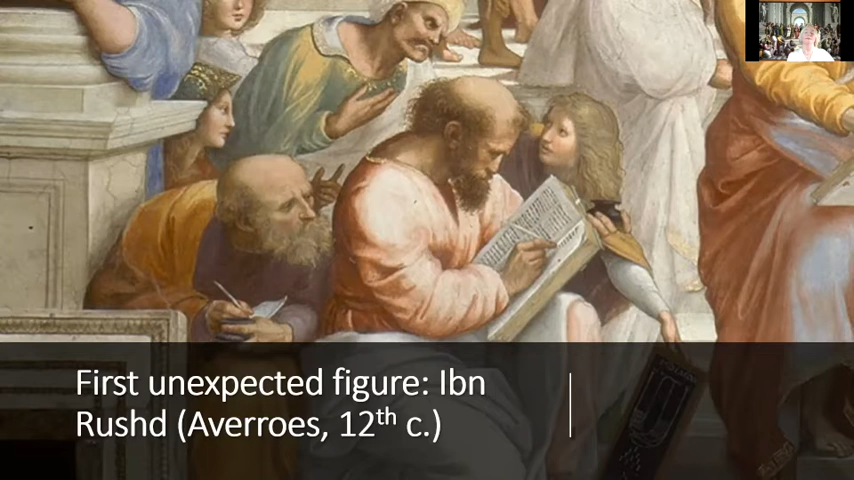 First unexpected figure: Ibn
Rushd (Averroes, 12th c.)